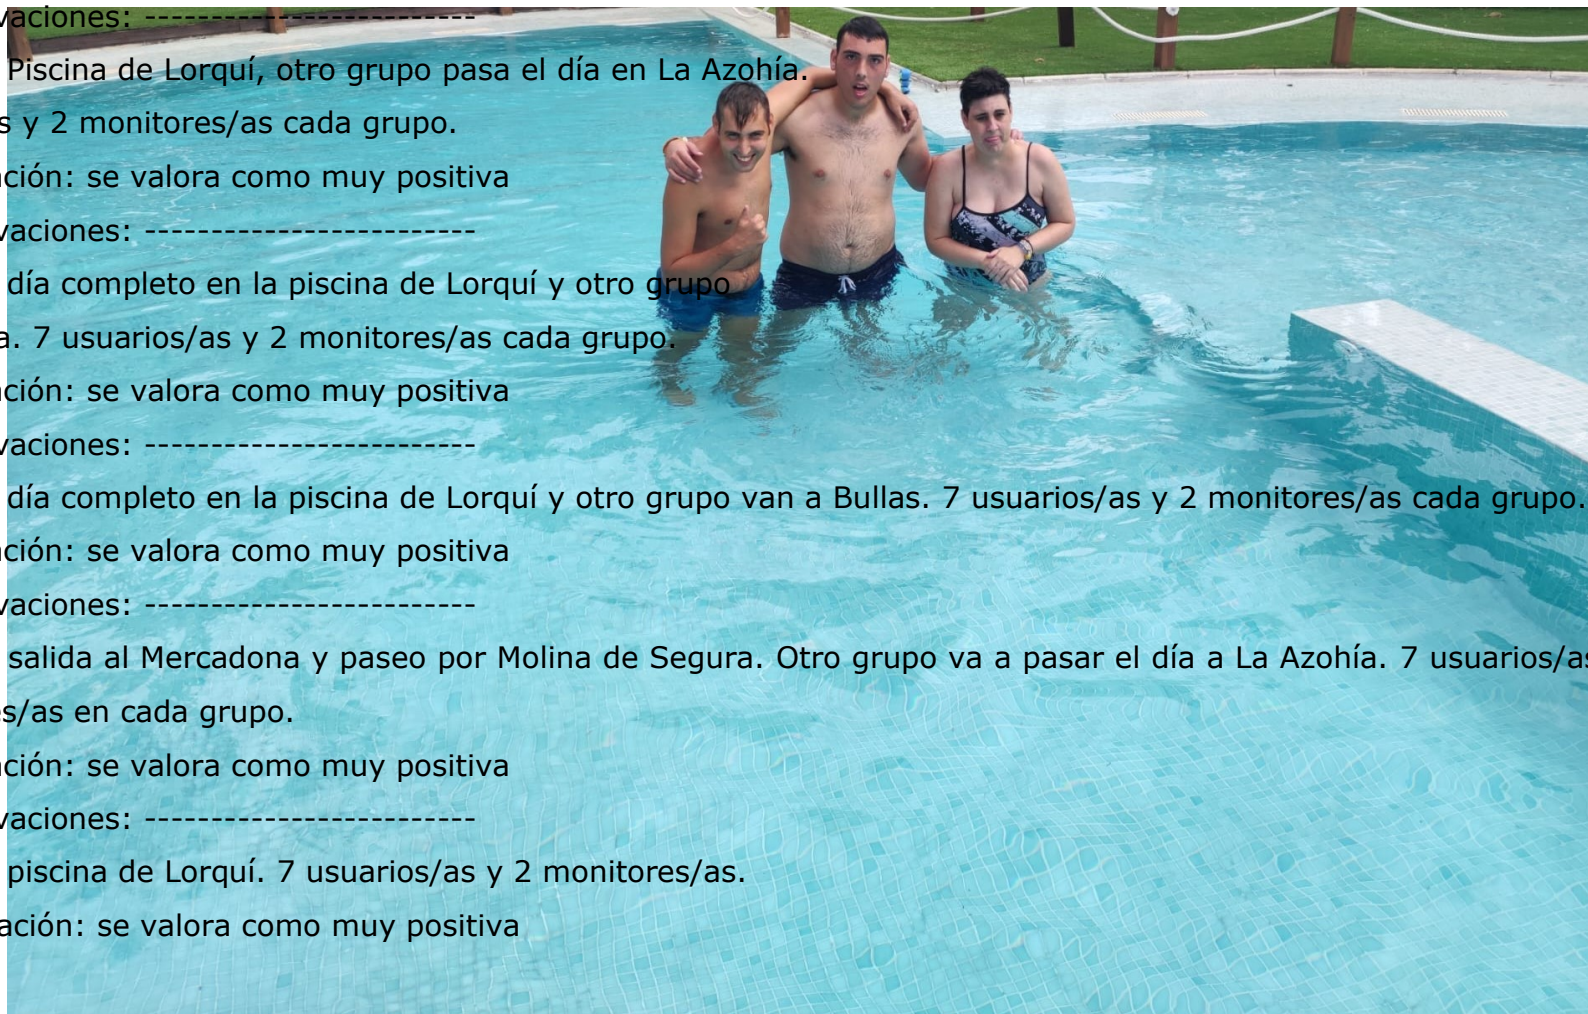 vaciones: -------------------------
Piscina de Lorquí, otro grupo pasa el día en La Azohía.
s y 2 monitores/as cada grupo.
ción: se valora como muy positiva
vaciones: -------------------------
día completo en la piscina de Lorquí y otro grupo
a. 7 usuarios/as y 2 monitores/as cada grupo.
ación: se valora como muy positiva
vaciones: -------------------------
día completo en la piscina de Lorquí y otro grupo van a Bullas. 7 usuarios/as y 2 monitores/as cada grupo.
ación: se valora como muy positiva
vaciones: -------------------------
salida al Mercadona y paseo por Molina de Segura. Otro grupo va a pasar el día a La Azohía. 7 usuarios/as
es/as en cada grupo.
ación: se valora como muy positiva
vaciones: -------------------------
piscina de Lorquí. 7 usuarios/as y 2 monitores/as.
ación: se valora como muy positiva